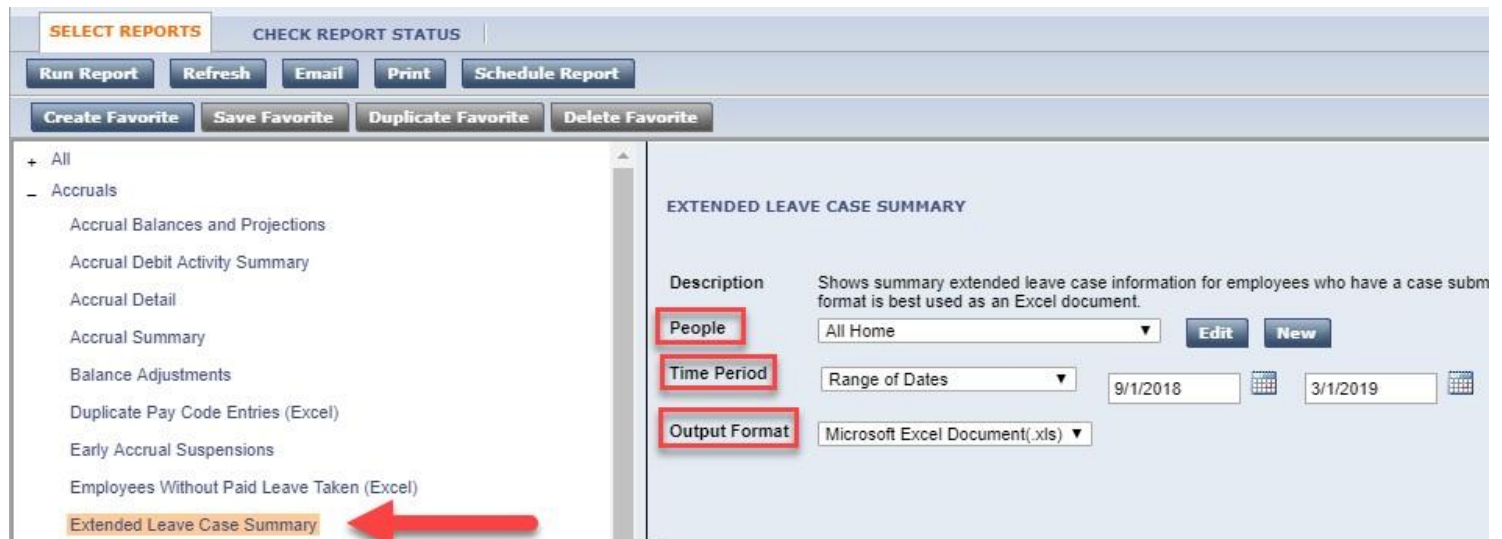 SELECT REPORTS CHECK REPORT STATUS
Run Report Refresh Email Print Schedule Report
Create Favorite Save Favorite Duplicate Favorite Delete Favorite
+ All
- Accruals
Accrual Balances and Projections
Accrual Debit Activity Summary
Accrual Detail
Accrual Summary
Balance Adjustments
Duplicate Pay Code Entries (Excel)
Early Accrual Suspensions
Employees Without Paid Leave Taken (Excel)
Extended Leave Case Summary
EXTENDED LEAVE CASE SUMMARY
Description Shows summary extended leave case information for employees who have a case subm
format is best used as an Excel document.
People All Home Edit New
Time Period Range of Dates 9/1/2018 3/1/2019
Output Format Microsoft Excel Document(.xls)